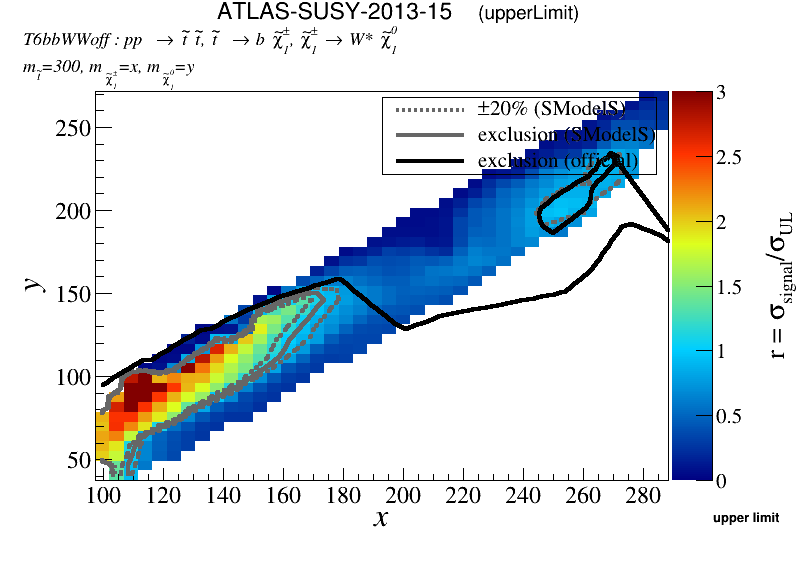 ATLAS-SUSY-2013-15 (upperLimit)
T6bbWWoff : pp → t̃ t̃, t̃ → b χ̃₁±, χ̃₁± → W* χ̃₁⁰
m_t̃=300, m_χ̃₁±=x, m_χ̃₁⁰=y
±20% (SModelS)
exclusion (SModelS)
exclusion (official)
250
200
150
100
50
y
100 120 140 160 180 200 220 240 260 280
x
3
2.5
2
1.5
1
0.5
0
r = σ_signal/σ_UL
upper limit